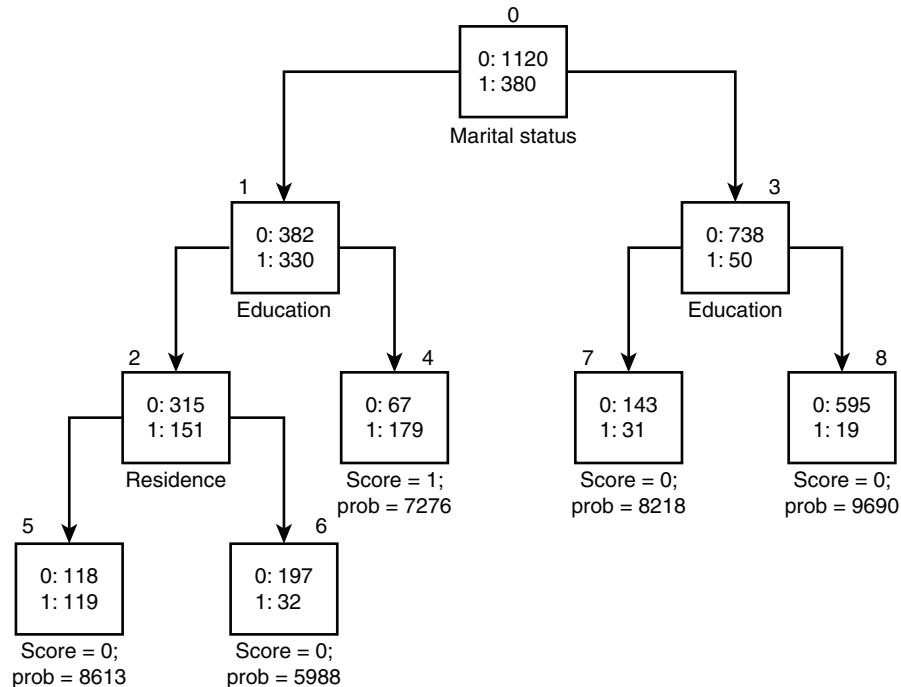 0
0: 1120
1: 380
Marital status
1
0: 382
1: 330
Education
3
0: 738
1: 50
Education
2
0: 315
1: 151
Residence
4
0: 67
1: 179
Score = 1;
prob = 7276
7
0: 143
1: 31
Score = 0;
prob = 8218
8
0: 595
1: 19
Score = 0;
prob = 9690
5
0: 118
1: 119
Score = 0;
prob = 8613
6
0: 197
1: 32
Score = 0;
prob = 5988